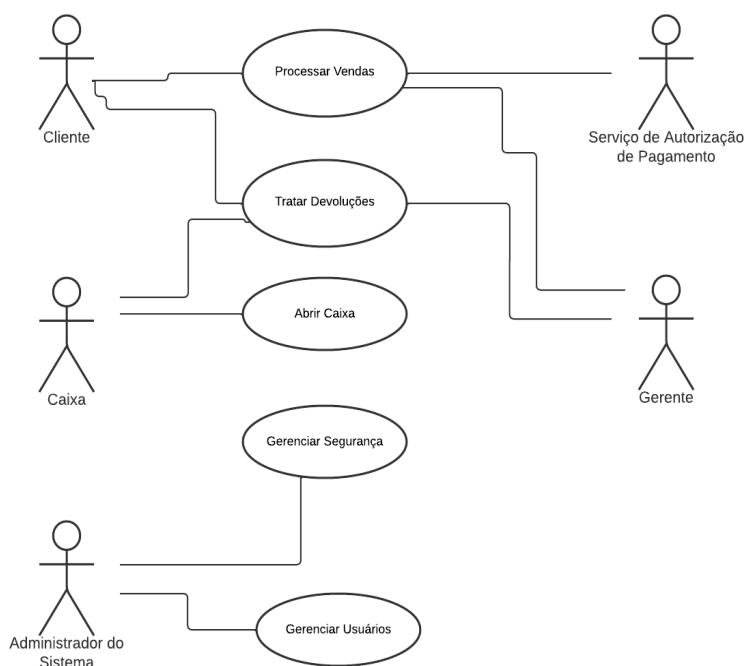 Processar Vendas
Cliente
Serviço de Autorização
de Pagamento
Tratar Devoluções
Abrir Caixa
Caixa
Gerente
Gerenciar Segurança
Gerenciar Usuários
Administrador do
Sistema